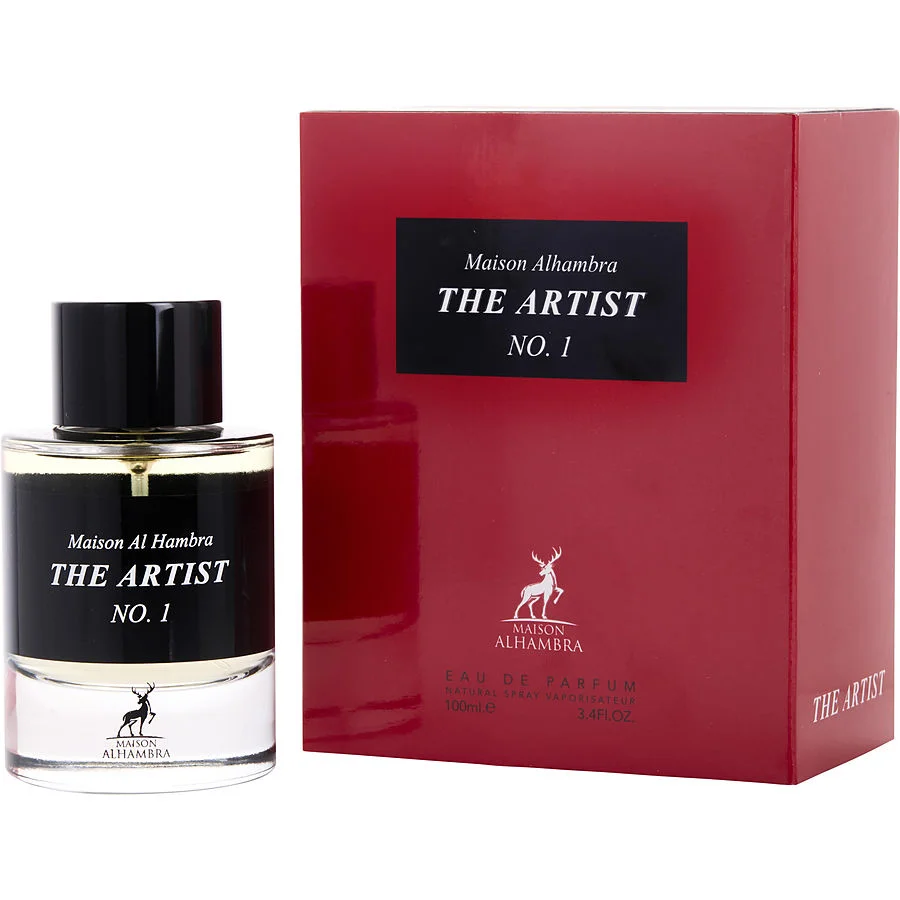 Maison Alhambra
THE ARTIST
NO. 1
MAISON
ALHAMBRA
EAU DE PARFUM
NATURAL SPRAY VAPORISATEUR
100ml.e 3.4FL.OZ.
THE ARTIST
Maison Al Hambra
THE ARTIST
NO. 1
MAISON
ALHAMBRA